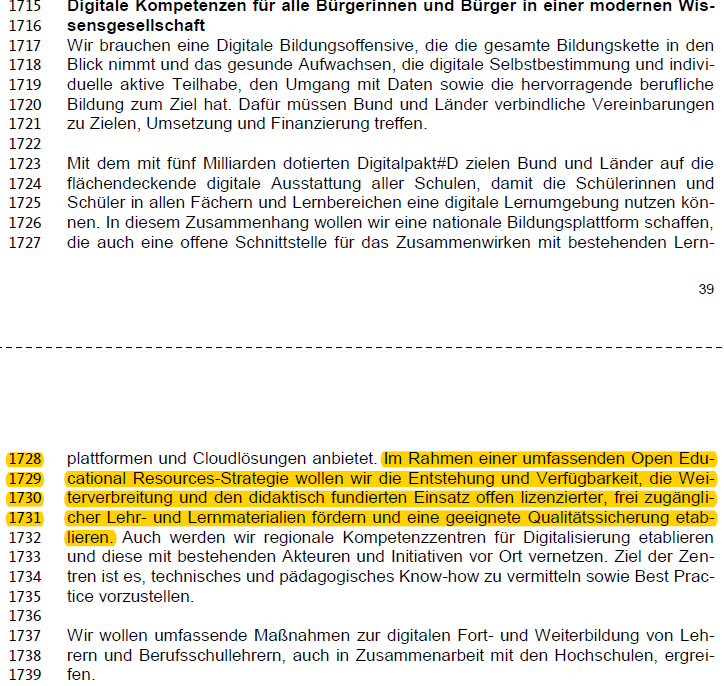 1715 Digitale Kompetenzen für alle Bürgerinnen und Bürger in einer modernen Wis-
1716 sensgesellschaft
1717 Wir brauchen eine Digitale Bildungsoffensive, die die gesamte Bildungskette in den
1718 Blick nimmt und das gesunde Aufwachsen, die digitale Selbstbestimmung und indivi-
1719 duelle aktive Teilhabe, den Umgang mit Daten sowie die hervorragende berufliche
1720 Bildung zum Ziel hat. Dafür müssen Bund und Länder verbindliche Vereinbarungen
1721 zu Zielen, Umsetzung und Finanzierung treffen.
1722
1723 Mit dem mit fünf Milliarden dotierten Digitalpakt#D zielen Bund und Länder auf die
1724 flächendeckende digitale Ausstattung aller Schulen, damit die Schülerinnen und
1725 Schüler in allen Fächern und Lernbereichen eine digitale Lernumgebung nutzen kön-
1726 nen. In diesem Zusammenhang wollen wir eine nationale Bildungsplattform schaffen,
1727 die auch eine offene Schnittstelle für das Zusammenwirken mit bestehenden Lern-
39
1728 plattformen und Cloudlösungen anbietet. Im Rahmen einer umfassenden Open Edu-
1729 cational Resources-Strategie wollen wir die Entstehung und Verfügbarkeit, die Wei-
1730 terverbreitung und den didaktisch fundierten Einsatz offen lizenzierter, frei zugängli-
1731 cher Lehr- und Lernmaterialien fördern und eine geeignete Qualitätssicherung etab-
1732 lieren. Auch werden wir regionale Kompetenzzentren für Digitalisierung etablieren
1733 und diese mit bestehenden Akteuren und Initiativen vor Ort vernetzen. Ziel der Zen-
1734 tren ist es, technisches und pädagogisches Know-how zu vermitteln sowie Best Prac-
1735 tice vorzustellen.
1736
1737 Wir wollen umfassende Maßnahmen zur digitalen Fort- und Weiterbildung von Leh-
1738 rern und Berufsschullehrern, auch in Zusammenarbeit mit den Hochschulen, ergrei-
1739 fen.